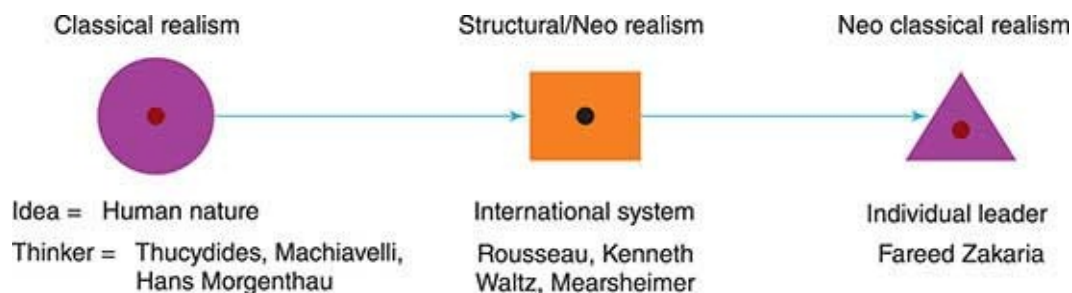 Classical realism
Structural/Neo realism
Neo classical realism
Idea = Human nature
International system
Individual leader
Thinker = Thucydides, Machiavelli,
Hans Morgenthau
Rousseau, Kenneth
Waltz, Mearsheimer
Fareed Zakaria